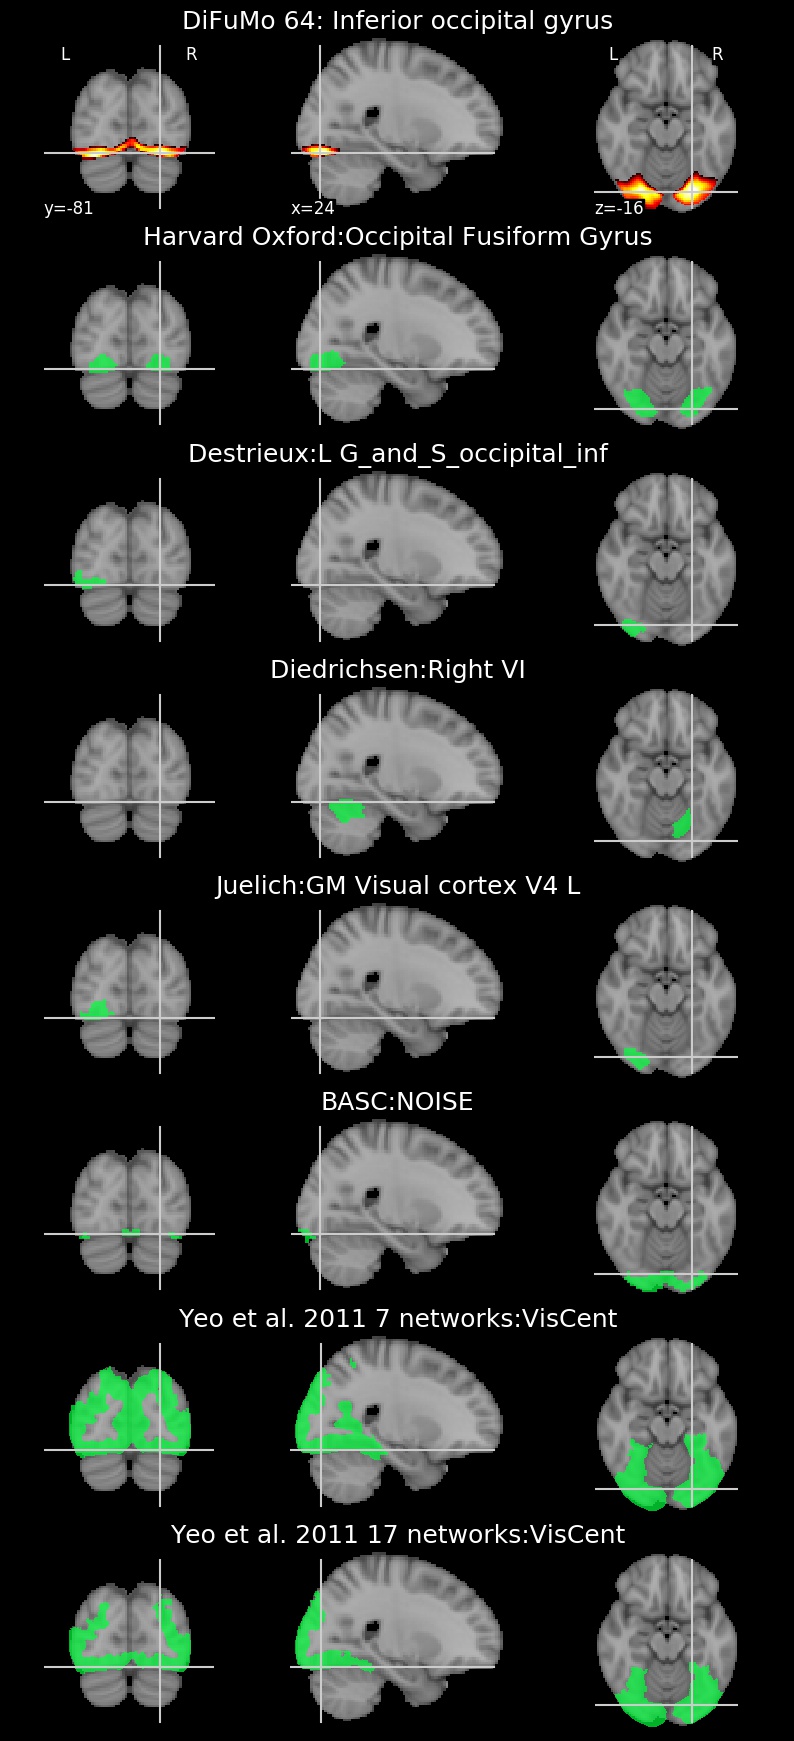 DiFuMo 64: Inferior occipital gyrus
L R L R
y=-81 x=24 z=-16
Harvard Oxford:Occipital Fusiform Gyrus
Destrieux:L G_and_S_occipital_inf
Diedrichsen:Right VI
Juelich:GM Visual cortex V4 L
BASC:NOISE
Yeo et al. 2011 7 networks:VisCent
Yeo et al. 2011 17 networks:VisCent